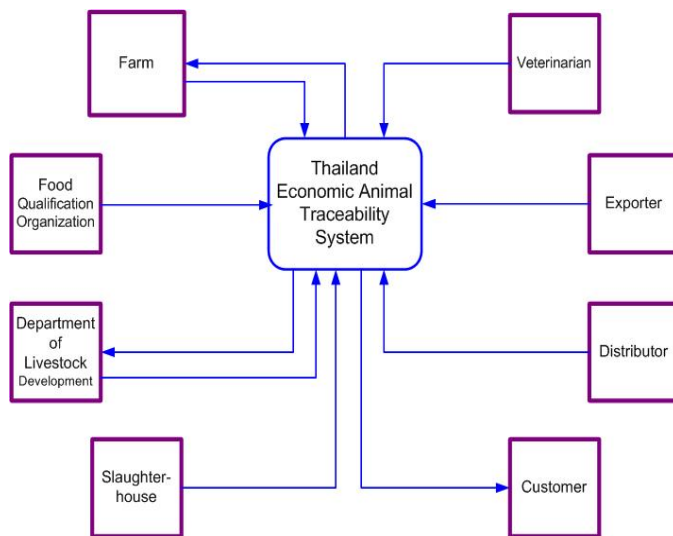 Farm
Veterinarian
Thailand
Economic Animal
Traceability
System
Food
Qualification
Organization
Exporter
Department
of
Livestock
Development
Distributor
Slaughter-
house
Customer